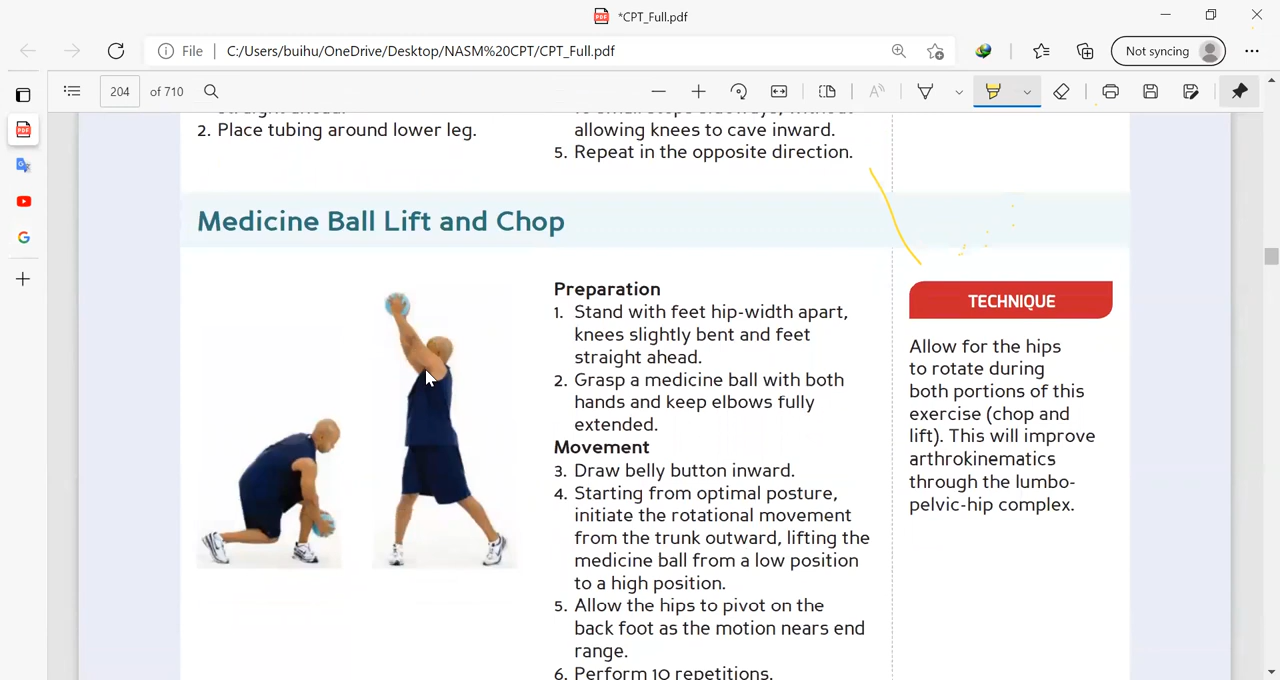 *CPT_Full.pdf
File
C:/Users/buihu/OneDrive/Desktop/NASM%20CPT/CPT_Full.pdf
Not syncing
204 of 710
2. Place tubing around lower leg.
allowing knees to cave inward.
5. Repeat in the opposite direction.
Medicine Ball Lift and Chop
Preparation
1. Stand with feet hip-width apart,
knees slightly bent and feet
straight ahead.
2. Grasp a medicine ball with both
hands and keep elbows fully
extended.
Movement
3. Draw belly button inward.
4. Starting from optimal posture,
initiate the rotational movement
from the trunk outward, lifting the
medicine ball from a low position
to a high position.
5. Allow the hips to pivot on the
back foot as the motion nears end
range.
6. Perform 10 repetitions.
TECHNIQUE
Allow for the hips
to rotate during
both portions of this
exercise (chop and
lift). This will improve
arthrokinematics
through the lumbo-
pelvic-hip complex.